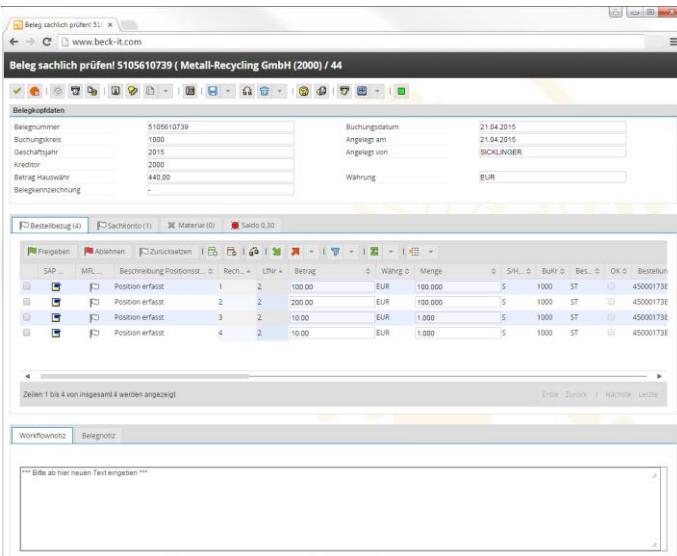 Beleg sachlich prüfen! 510
www.beck-it.com
Beleg sachlich prüfen! 5105610739 ( Metall-Recycling GmbH (2000) / 44
Belegkopfdaten
Belegnummer 5105610739 Buchungsdatum 21.04.2015
Buchungskreis 1000 Angelegt am 21.04.2015
Geschäftsjahr 2015 Angelegt von SICKLINGER
Kreditor 2000
Betrag Hauswähr 440,00 Währung EUR
Belegkennzeichnung -
Bestellbezug (4) Sachkonto (1) Material (0) Saldo 0,30
Freigeben Ablehnen Zurücksetzen
SAP ... MFL... Beschreibung Positionsst... Rech... LfNr Betrag Währg Menge S/H... BuKr Bes... OK Bestellun
Position erfasst 1 2 100.00 EUR 100.000 S 1000 ST 45000173E
Position erfasst 2 2 200.00 EUR 100.000 S 1000 ST 45000173E
Position erfasst 3 2 10.00 EUR 1.000 S 1000 ST 45000173E
Position erfasst 4 2 10.00 EUR 1.000 S 1000 ST 45000173E
Zeilen 1 bis 4 von insgesamt 4 werden angezeigt Erste Zurück 1 Nächste Letzte
Workflownotiz Belegnotiz
*** Bitte ab hier neuen Text eingeben ***